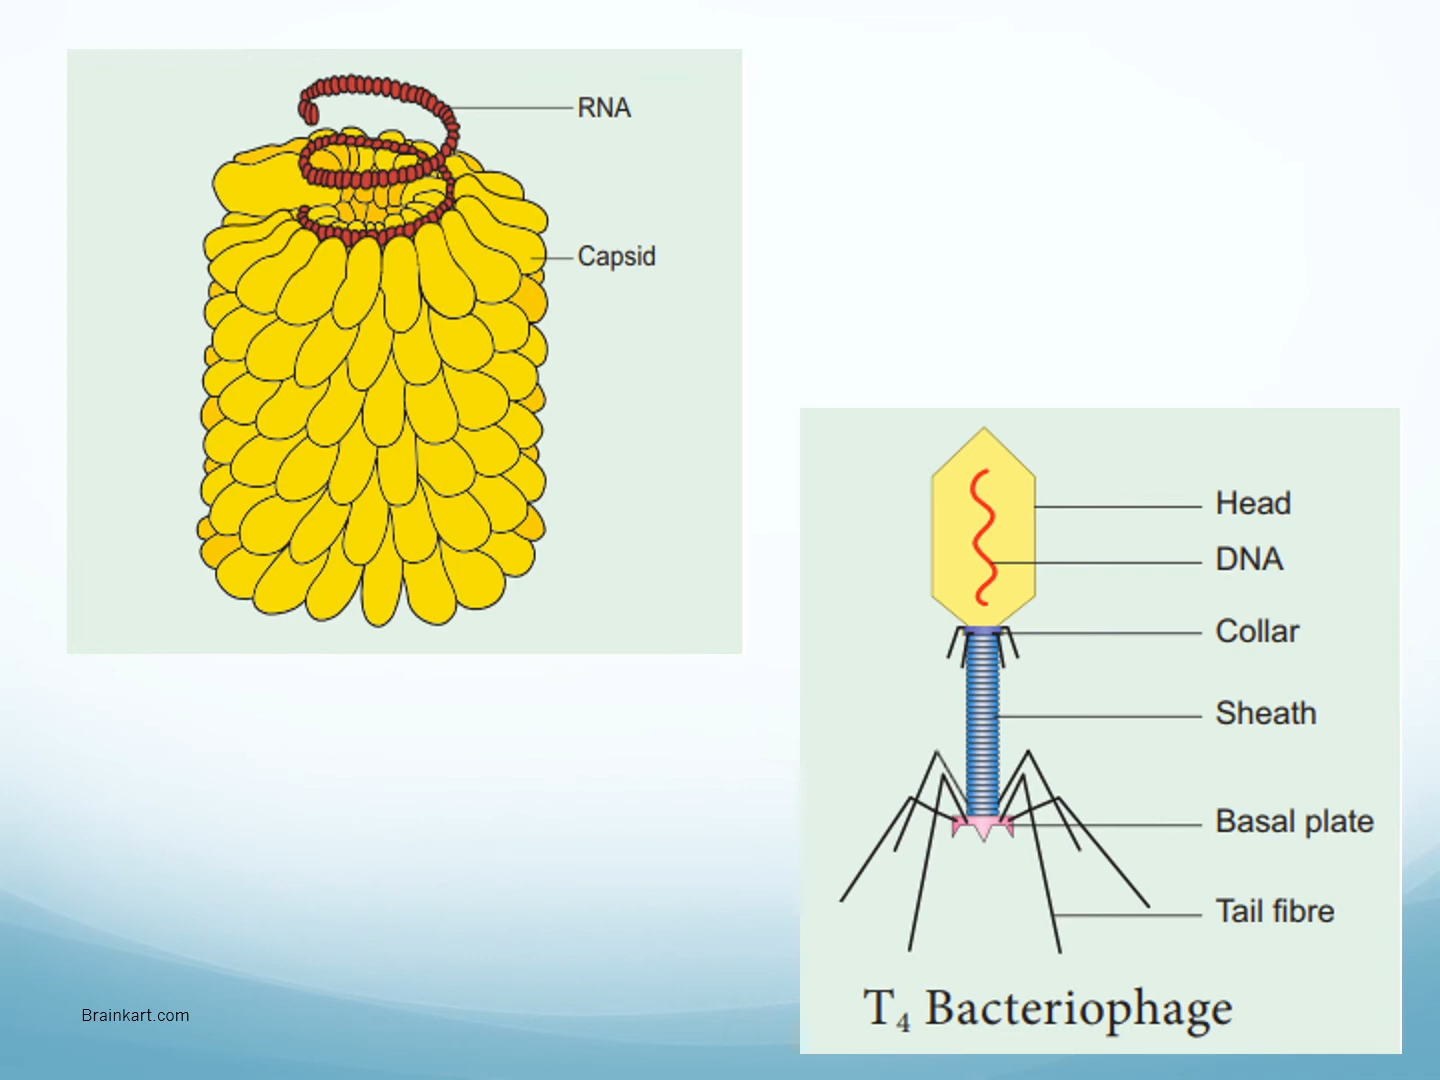 RNA
Capsid
Head
DNA
Collar
Sheath
Basal plate
Tail fibre
T₄ Bacteriophage
Brainkart.com